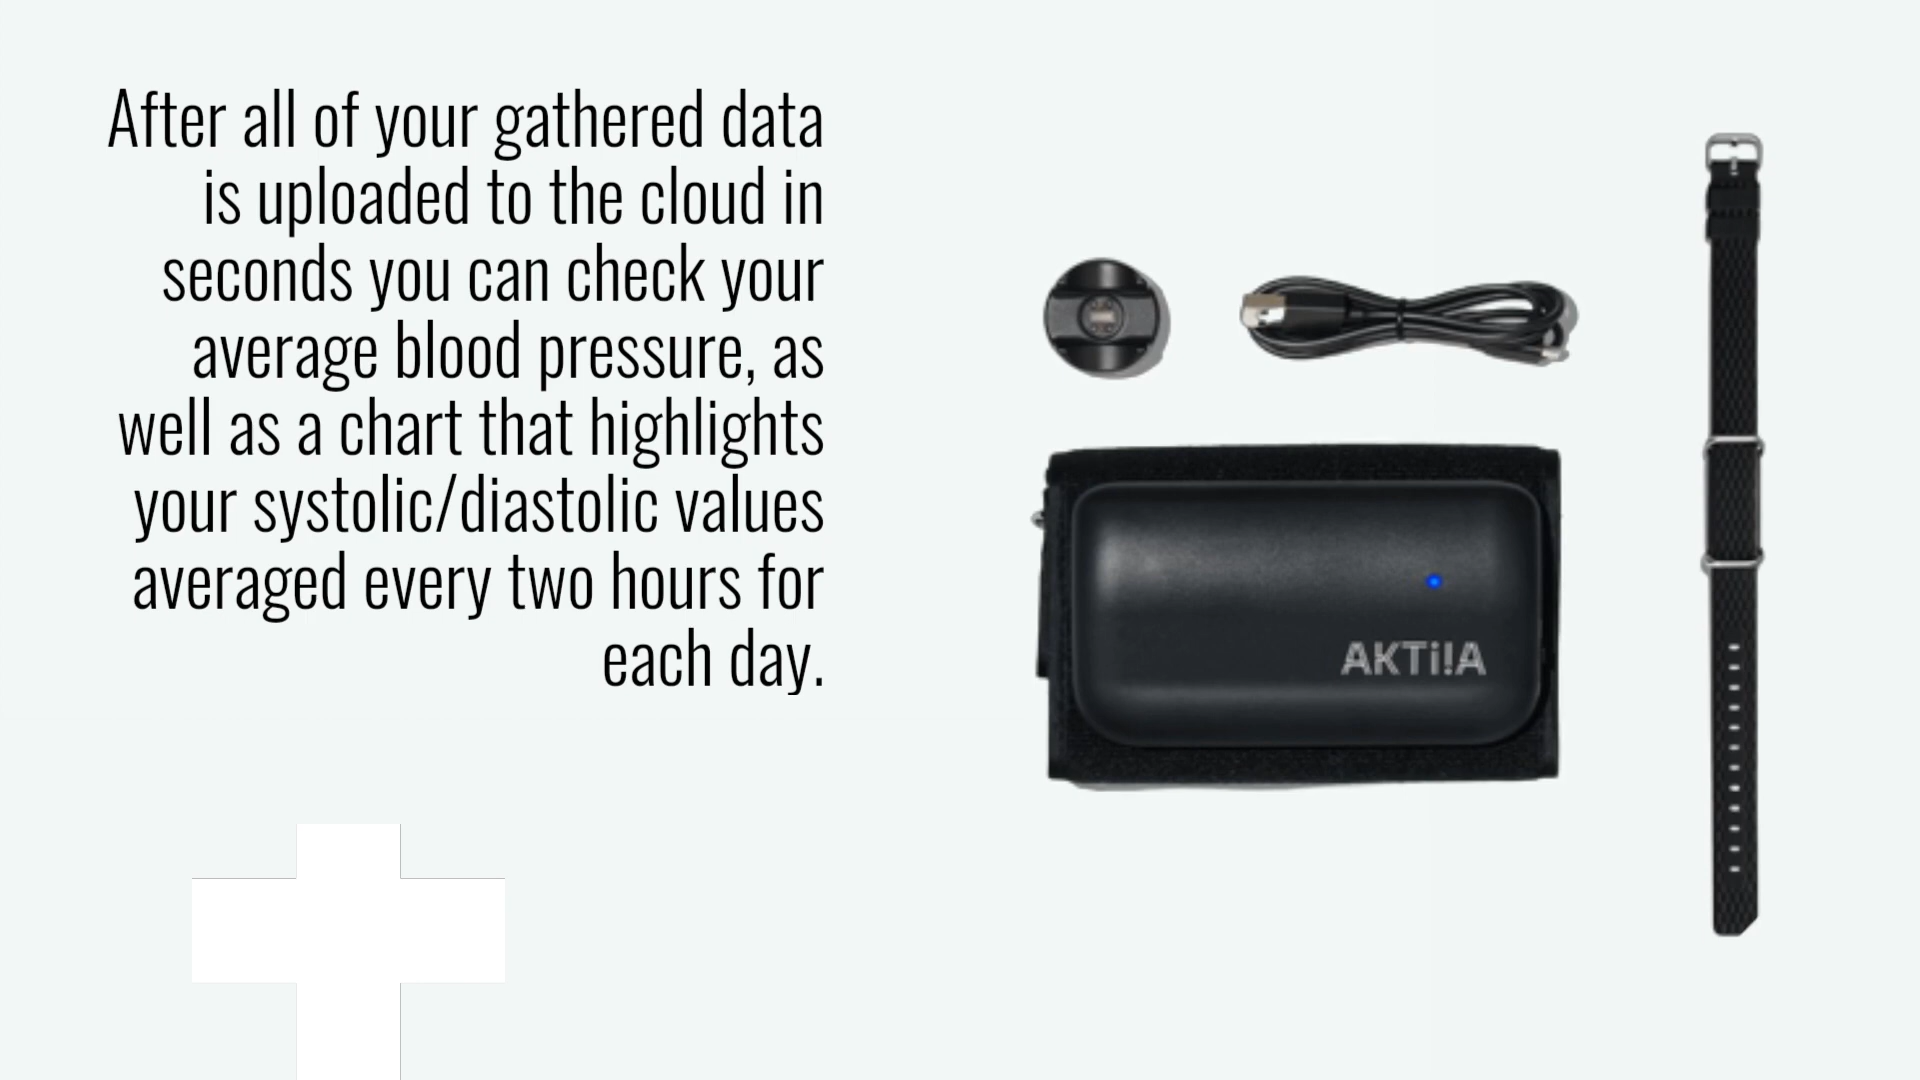 After all of your gathered data
is uploaded to the cloud in
seconds you can check your
average blood pressure, as
well as a chart that highlights
your systolic/diastolic values
averaged every two hours for
each day.
AKTi!A